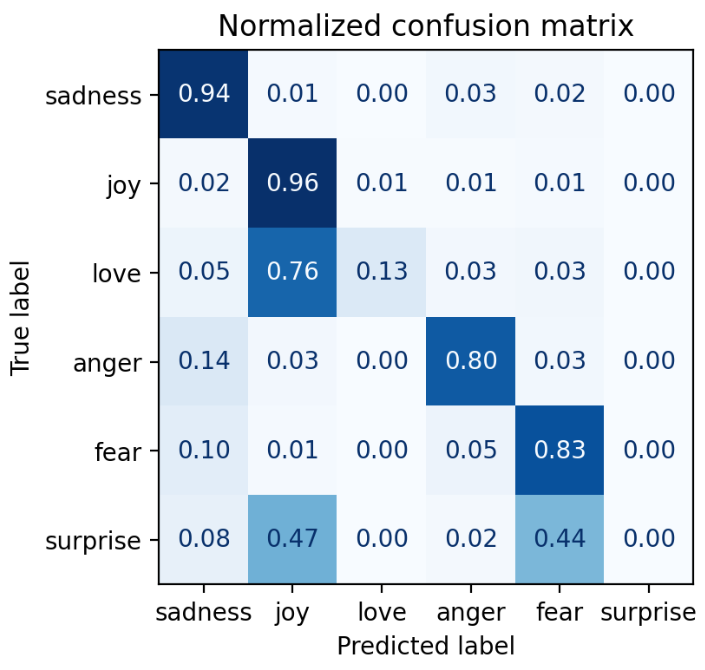 Normalized confusion matrix
sadness 0.94 0.01 0.00 0.03 0.02 0.00
joy 0.02 0.96 0.01 0.01 0.01 0.00
love 0.05 0.76 0.13 0.03 0.03 0.00
anger 0.14 0.03 0.00 0.80 0.03 0.00
fear 0.10 0.01 0.00 0.05 0.83 0.00
surprise 0.08 0.47 0.00 0.02 0.44 0.00
sadness joy love anger fear surprise
Predicted label
True label